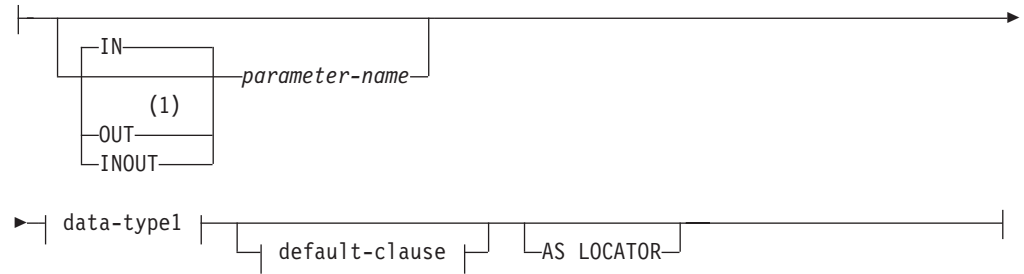 IN
parameter-name
(1)
OUT
INOUT
data-type1
default-clause AS LOCATOR